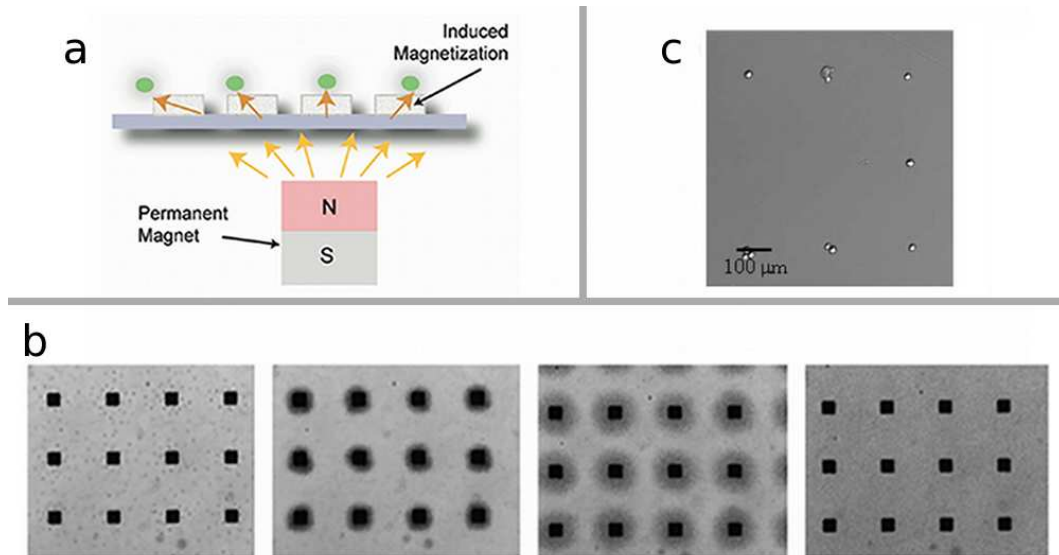 a
Induced
Magnetization
N
Permanent
Magnet
S
c
100 μm
b